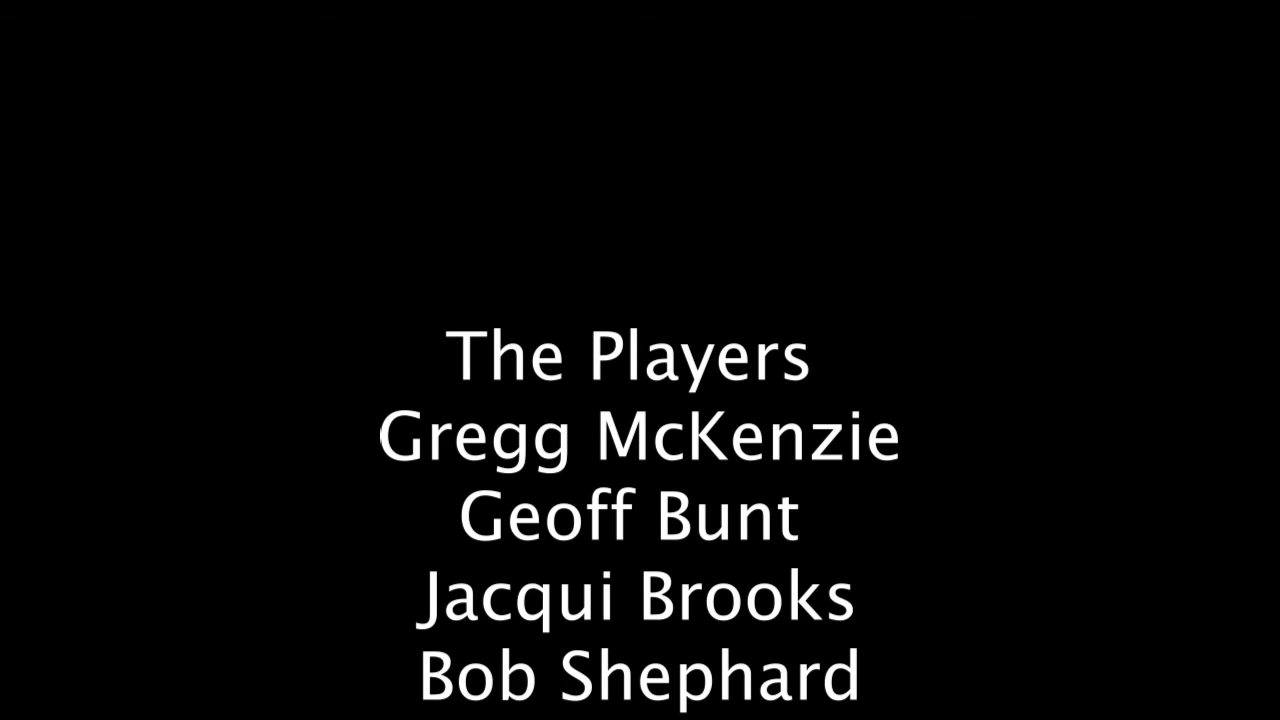 The Players
Gregg McKenzie
Geoff Bunt
Jacqui Brooks
Bob Shephard